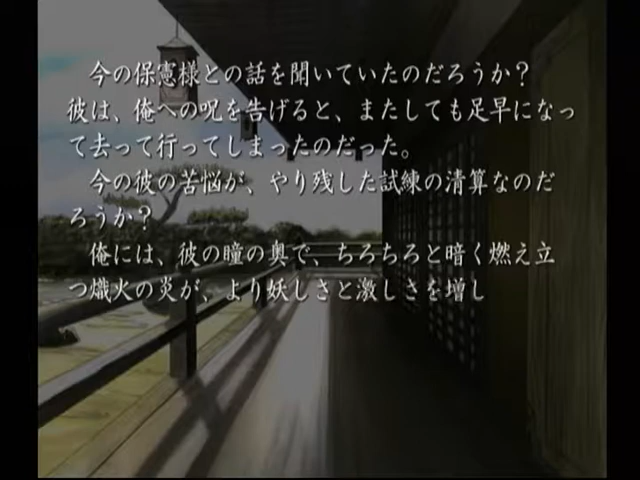 今の保憲様との話を聞いていたのだろうか？
彼は、俺への呪を告げると、またしても足早になっ
て去って行ってしまったのだった。
今の彼の苦悩が、やり残した試練の清算なのだ
ろうか？
俺には、彼の瞳の奥で、ちろちろと暗く燃え立
つ熾火の炎が、より妖しさと激しさを増し